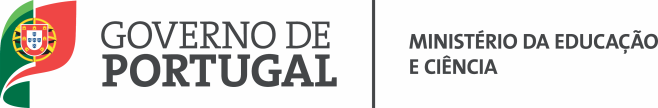 GOVERNO DE
PORTUGAL
MINISTÉRIO DA EDUCAÇÃO
E CIÊNCIA